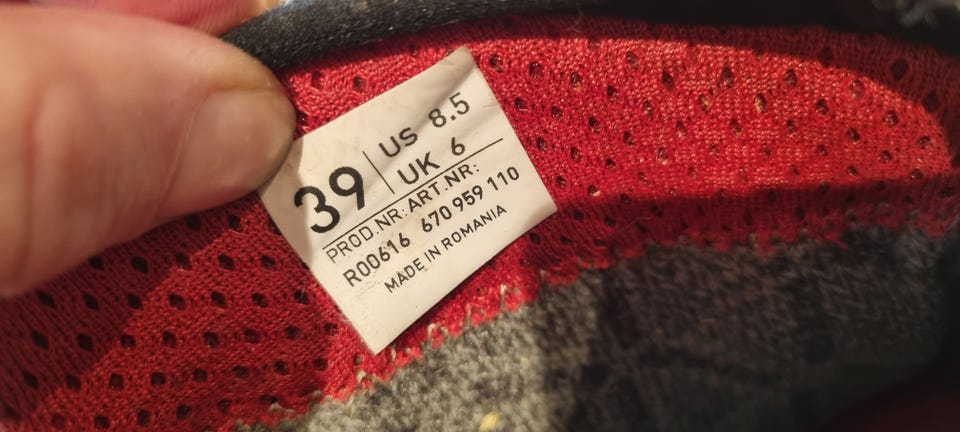 39 | US 8.5
UK 6
PROD.NR: ART.NR:
R00616 670 959 110
MADE IN ROMANIA